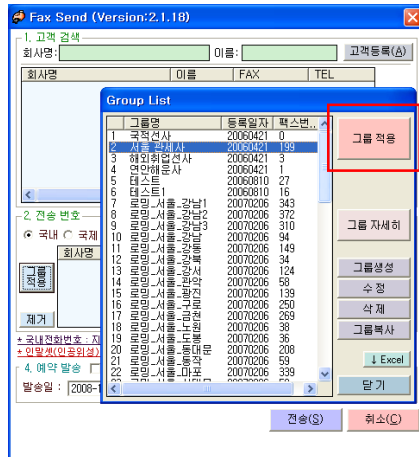 Fax Send (Version:2.1.18)
1. 고객 검색
회사명: 이름: 고객등록(A)
회사명 이름 FAX TEL
Group List
그룹명 등록일자 팩스번..
1 국적선사 20060421 0
2 서울 관세사 20060421 199
3 해외취업선사 20060421 3
4 연안해운사 20060421 1
5 테스트 20060810 27
6 테스트1 20060810 16
7 로밍_서울_강남1 20070206 343
8 로밍_서울_강남2 20070206 372
9 로밍_서울_강남3 20070206 310
10 로밍_서울_강남 20070206 94
11 로밍_서울_강동 20070206 149
12 로밍_서울_강북 20070206 34
13 로밍_서울_강서 20070206 124
14 로밍_서울_관악 20070206 58
15 로밍_서울_광진 20070206 139
16 로밍_서울_구로 20070206 250
17 로밍_서울_금천 20070206 269
18 로밍_서울_노원 20070206 38
19 로밍_서울_도봉 20070206 36
20 로밍_서울_동대문 20070206 208
21 로밍_서울_동작 20070206 59
22 로밍_서울_마포 20070206 339
그룹 적용
그룹 자세히
그룹생성
수 정
삭 제
그룹복사
↓ Excel
닫 기
2. 전송 번호
국내 국제
회사명
그룹
적용
제거
* 국내전화번호 : 지
* 인말셋(인공위성)
4. 예약 발송
발송일 : 2008-1
전송(S) 취소(C)